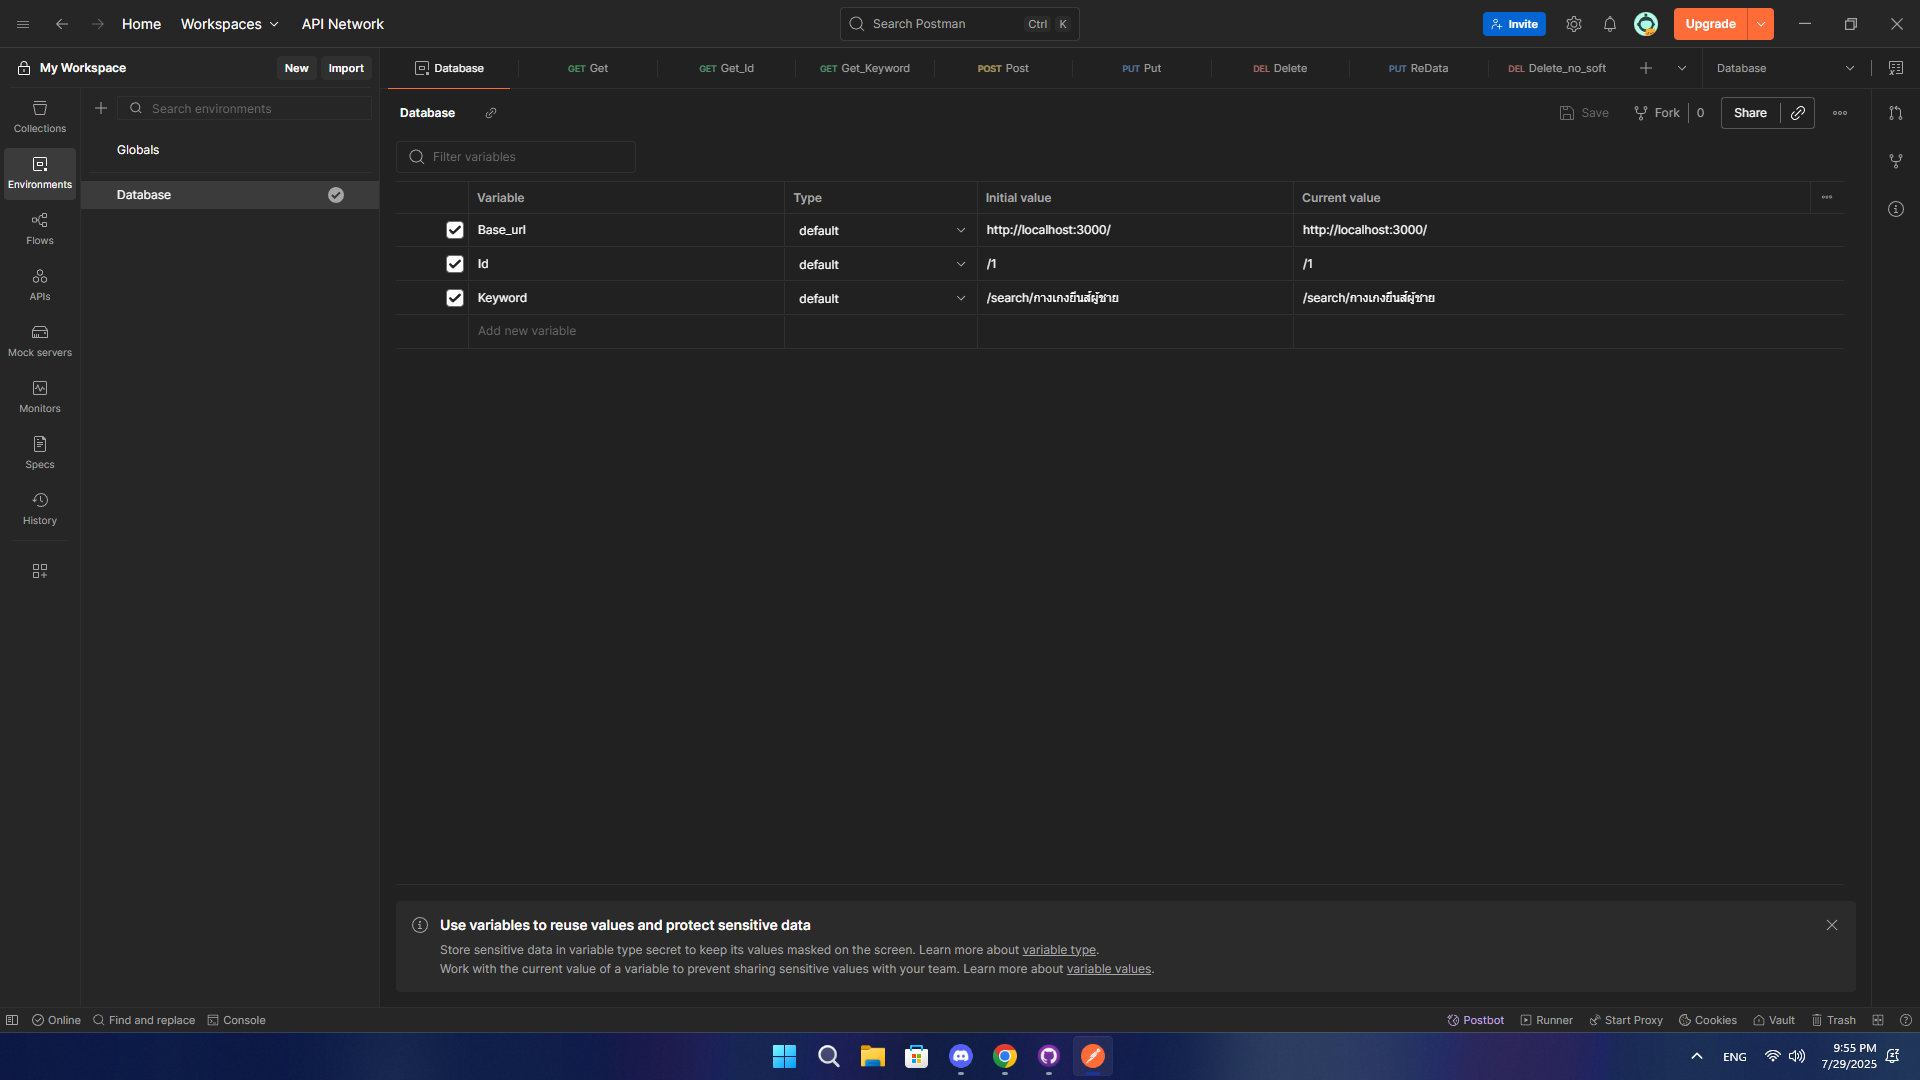 Home Workspaces API Network Search Postman Ctrl K Invite Upgrade
My Workspace New Import
Database GET Get GET Get_Id GET Get_Keyword POST Post PUT Put DEL Delete PUT ReData DEL Delete_no_soft Database
Collections
Environments
Flows
APIs
Mock servers
Monitors
Specs
History
Search environments
Globals
Database
Database Save Fork 0 Share
Filter variables
Variable Type Initial value Current value
Base_url default http://localhost:3000/ http://localhost:3000/
Id default /1 /1
Keyword default /search/กางเกงยีนส์ผู้ชาย /search/กางเกงยีนส์ผู้ชาย
Add new variable
Use variables to reuse values and protect sensitive data
Store sensitive data in variable type secret to keep its values masked on the screen. Learn more about variable type.
Work with the current value of a variable to prevent sharing sensitive values with your team. Learn more about variable values.
Online Find and replace Console Postbot Runner Start Proxy Cookies Vault Trash
ENG 9:55 PM
7/29/2025